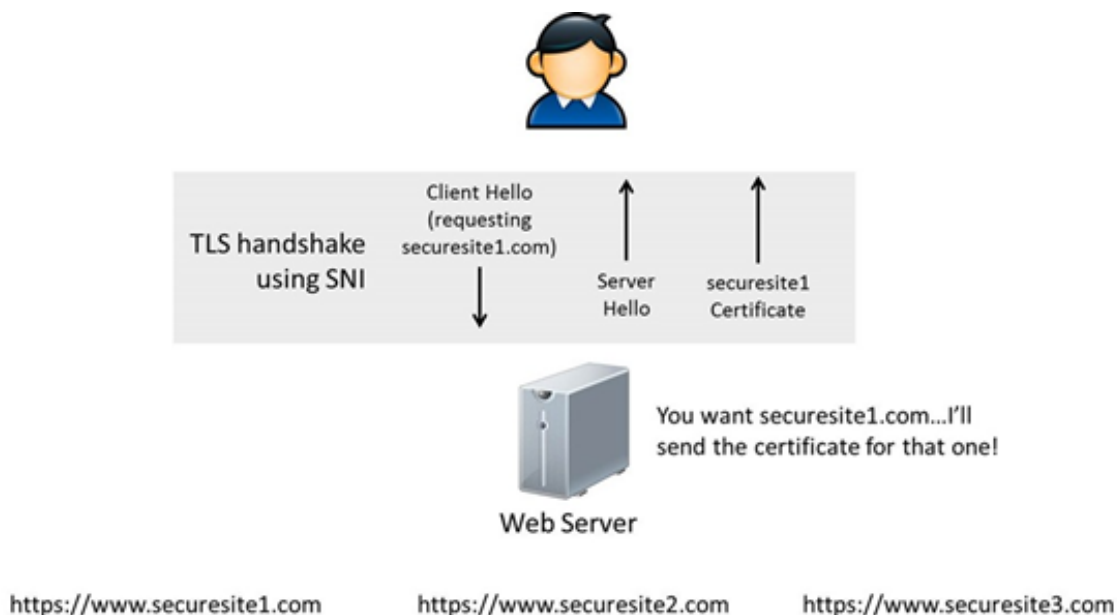 TLS handshake
using SNI
Client Hello
(requesting
securesite1.com)
Server
Hello
securesite1
Certificate
You want securesite1.com...I'll
send the certificate for that one!
Web Server
https://www.securesite1.com
https://www.securesite2.com
https://www.securesite3.com